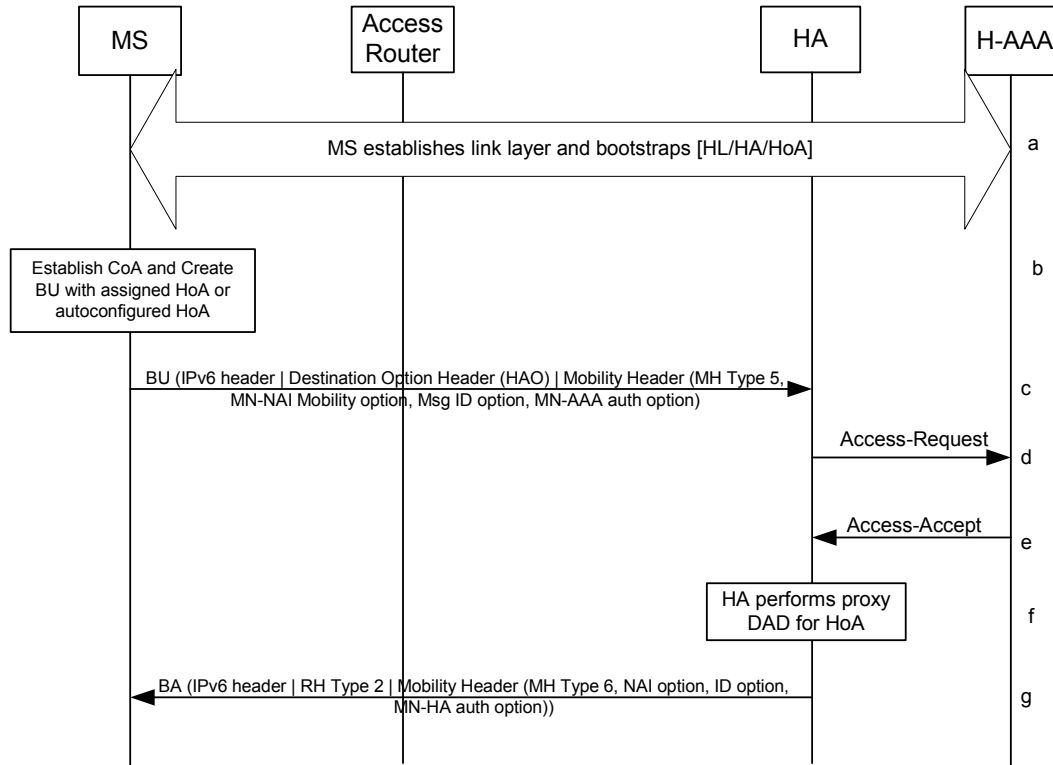 MS
Access
Router
HA
H-AAA
MS establishes link layer and bootstraps [HL/HA/HoA]
a
Establish CoA and Create
BU with assigned HoA or
autoconfigured HoA
b
BU (IPv6 header | Destination Option Header (HAO) | Mobility Header (MH Type 5,
MN-NAI Mobility option, Msg ID option, MN-AAA auth option)
c
Access-Request
d
Access-Accept
e
HA performs proxy
DAD for HoA
f
BA (IPv6 header | RH Type 2 | Mobility Header (MH Type 6, NAI option, ID option,
MN-HA auth option))
g